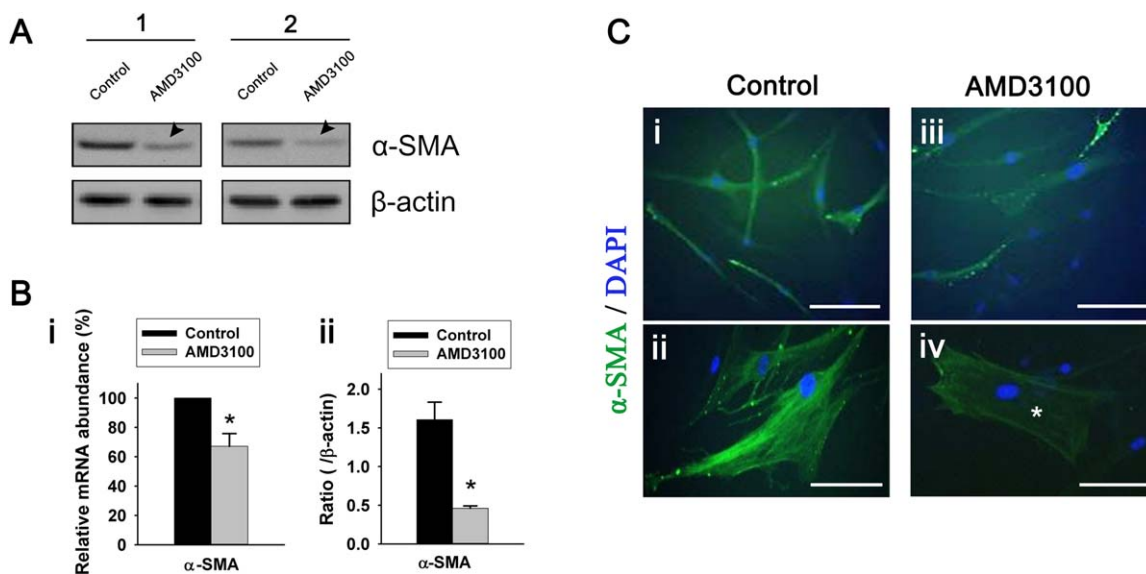 A
1
2
Control
AMD3100
Control
AMD3100
α-SMA
β-actin
B
i
Control
AMD3100
Relative mRNA abundance (%)
100
80
60
40
20
0
*
α-SMA
ii
Control
AMD3100
Ratio ( /β-actin)
2.0
1.5
1.0
0.5
0.0
*
α-SMA
C
Control
AMD3100
α-SMA / DAPI
i
iii
ii
iv
*